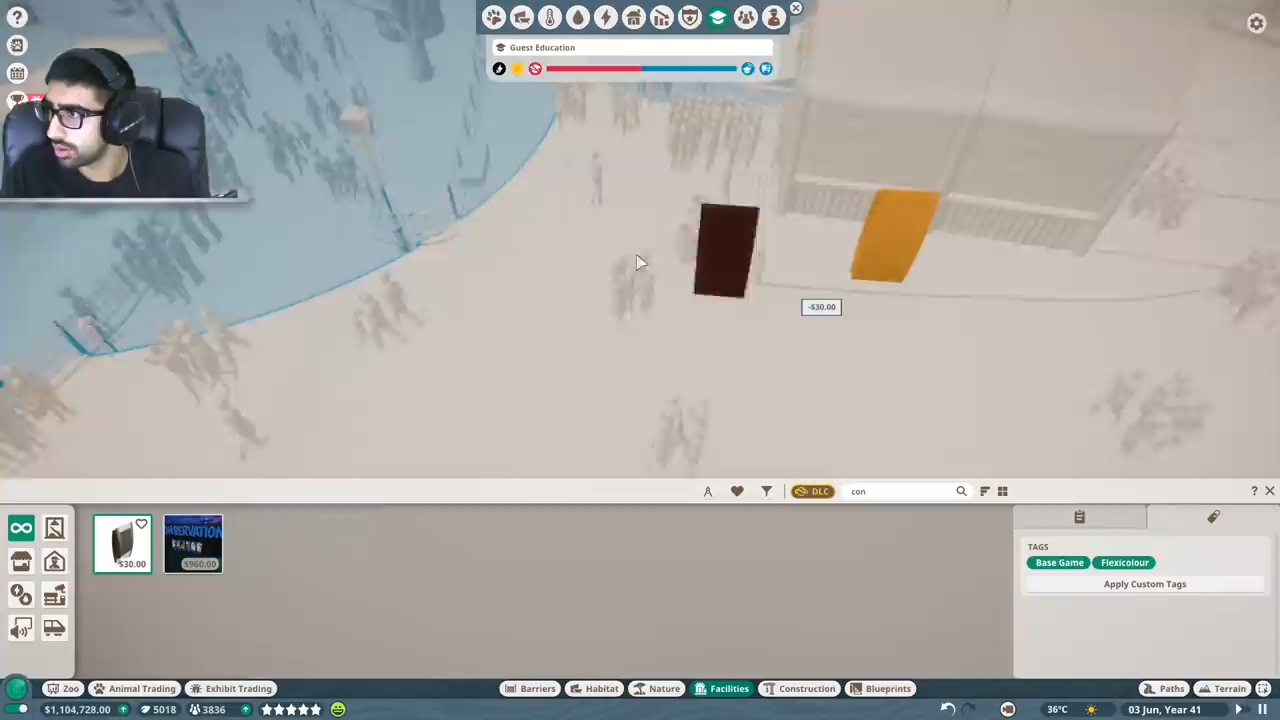 ?
Guest Education
-$30.00
DLC
con
? ×
$30.00
OBSERVATION
$960.00
TAGS
Base Game
Flexicolour
Apply Custom Tags
Zoo
Animal Trading
Exhibit Trading
Barriers
Habitat
Nature
Facilities
Construction
Blueprints
Paths
Terrain
$1,104,728.00
5018
3836
36°C
03 Jun, Year 41